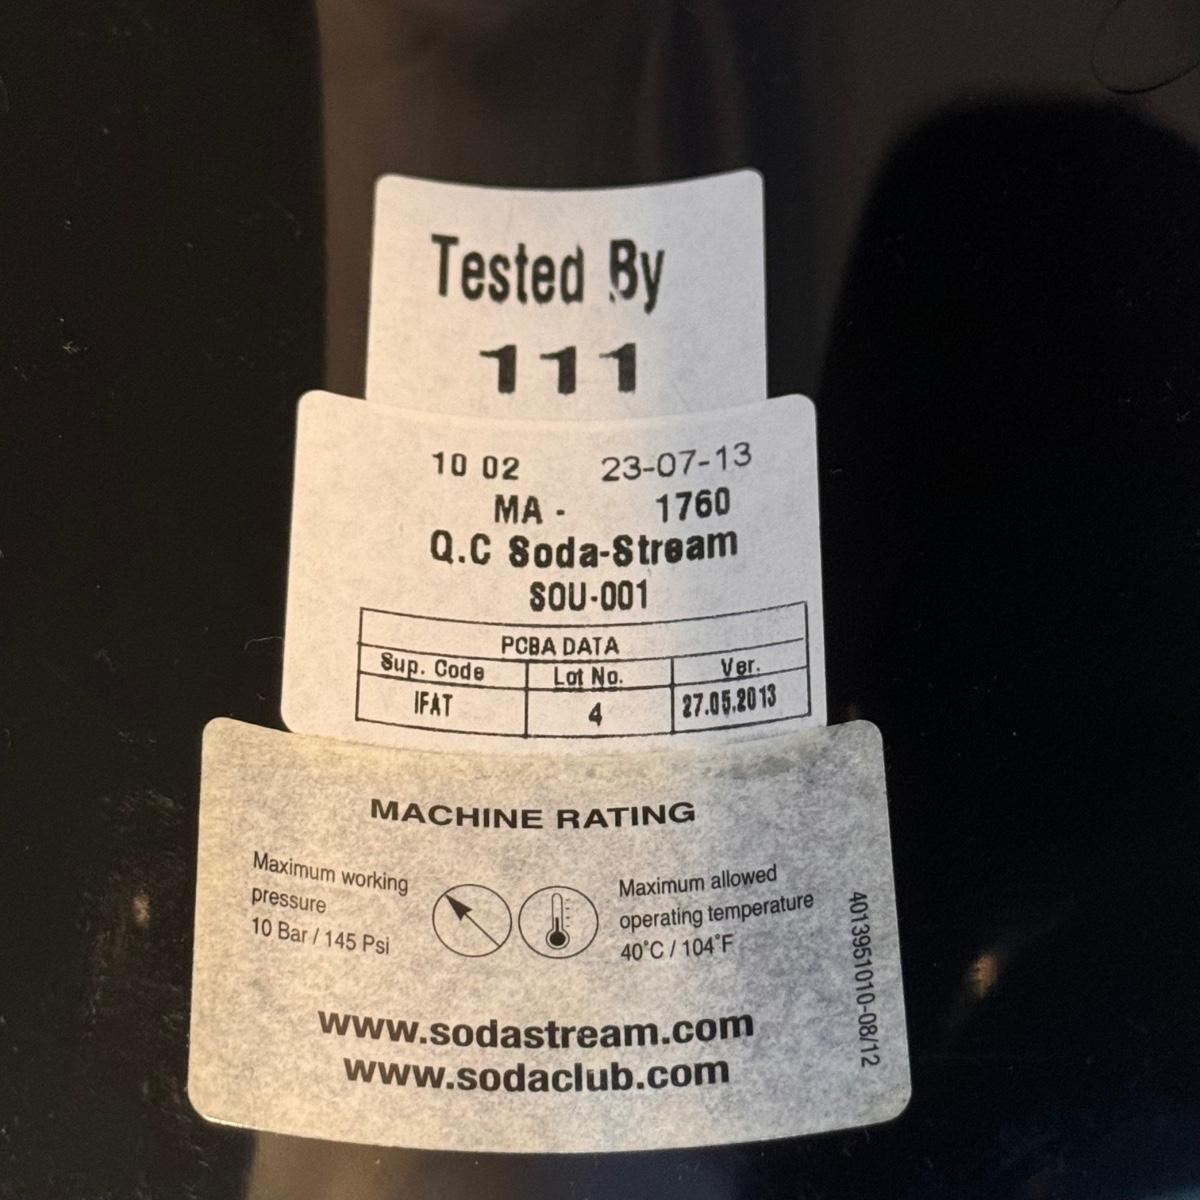 Tested By
111
10 02 23-07-13
MA - 1760
Q.C Soda-Stream
SOU-001
PCBA DATA
Sup. Code Lot No. Ver.
IFAT 4 27.05.2013
MACHINE RATING
Maximum working
pressure
10 Bar / 145 Psi
Maximum allowed
operating temperature
40°C / 104°F
4013951010-08/12
www.sodastream.com
www.sodaclub.com